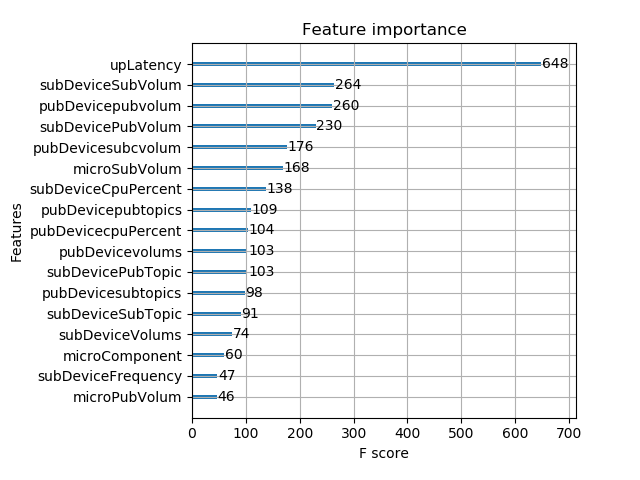 Feature importance
upLatency 648
subDeviceSubVolum 264
pubDevicepubvolum 260
subDevicePubVolum 230
pubDevicesubcvolum 176
microSubVolum 168
subDeviceCpuPercent 138
pubDevicepubtopics 109
pubDevicecpuPercent 104
pubDevicevolums 103
subDevicePubTopic 103
pubDevicesubtopics 98
subDeviceSubTopic 91
subDeviceVolums 74
microComponent 60
subDeviceFrequency 47
microPubVolum 46
Features
0 100 200 300 400 500 600 700
F score